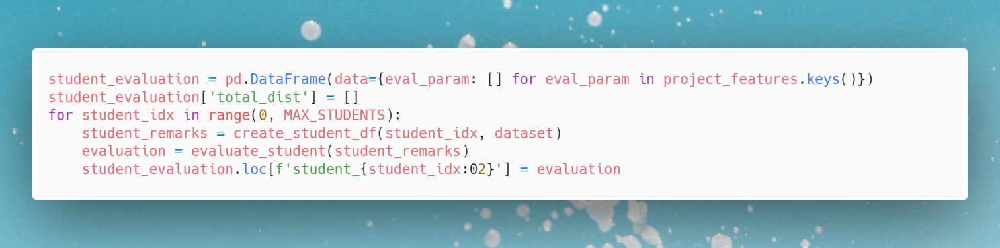 student_evaluation = pd.DataFrame(data={eval_param: [] for eval_param in project_features.keys()})
student_evaluation['total_dist'] = []
for student_idx in range(0, MAX_STUDENTS):
    student_remarks = create_student_df(student_idx, dataset)
    evaluation = evaluate_student(student_remarks)
    student_evaluation.loc[f'student_{student_idx:02}'] = evaluation